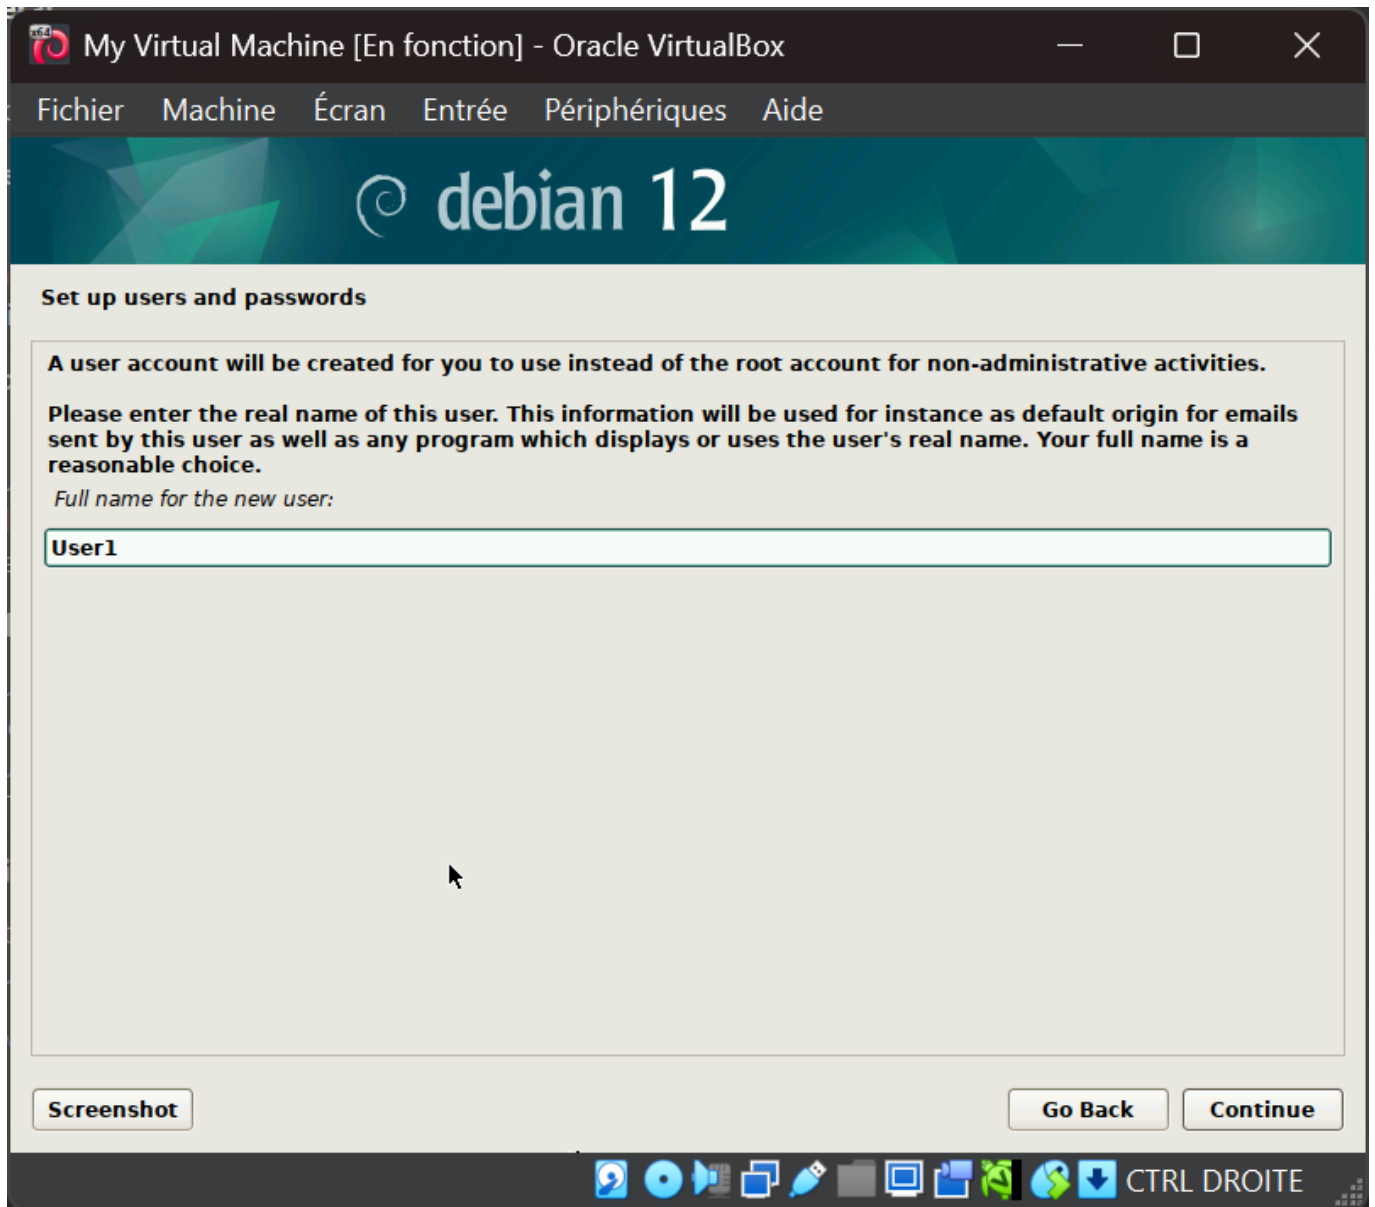 My Virtual Machine [En fonction] - Oracle VirtualBox
Fichier Machine Écran Entrée Périphériques Aide
debian 12
Set up users and passwords
A user account will be created for you to use instead of the root account for non-administrative activities.
Please enter the real name of this user. This information will be used for instance as default origin for emails
sent by this user as well as any program which displays or uses the user's real name. Your full name is a
reasonable choice.
Full name for the new user:
User1
Screenshot Go Back Continue
CTRL DROITE